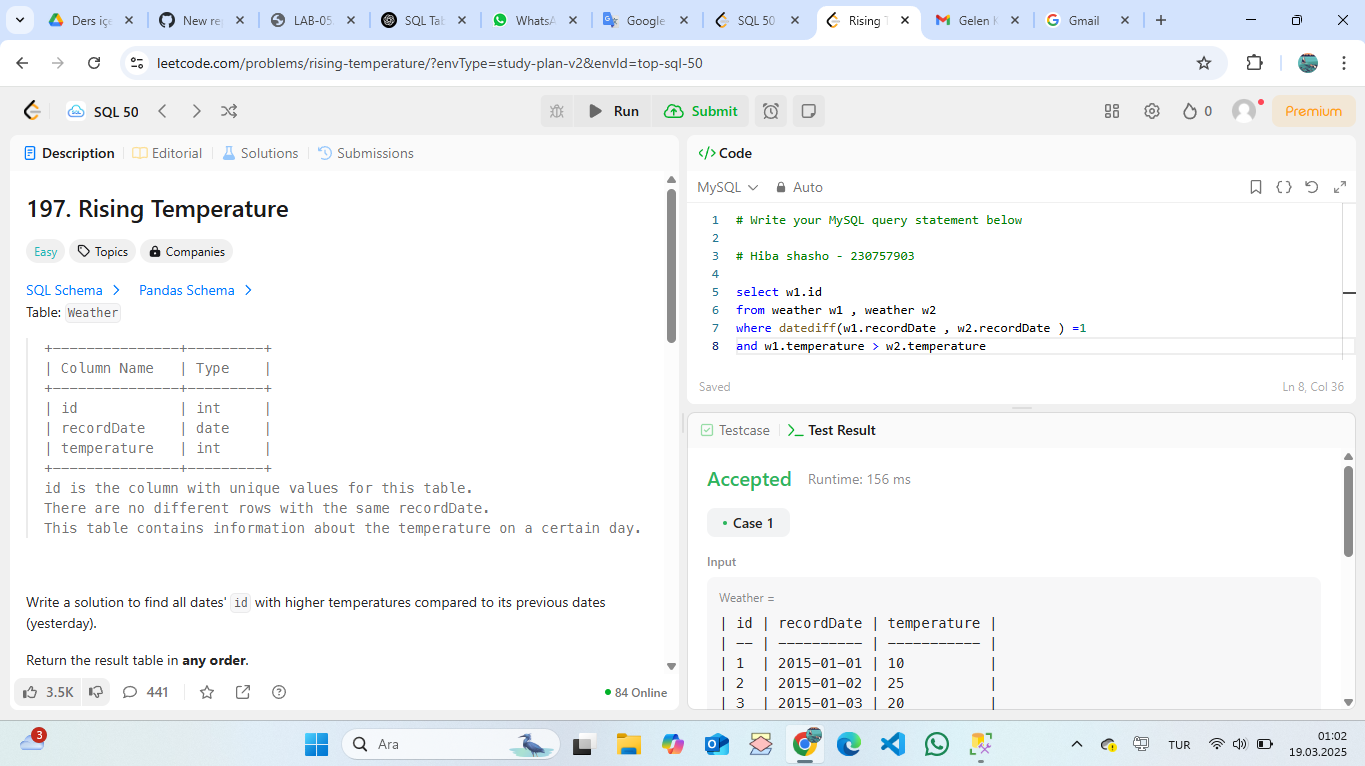 Ders içe
New re
LAB-05
SQL Tab
WhatsA
Google
SQL 50
Rising T
Gelen K
Gmail
leetcode.com/problems/rising-temperature/?envType=study-plan-v2&envId=top-sql-50
SQL 50
Run
Submit
0
Premium
Description
Editorial
Solutions
Submissions
197. Rising Temperature
Easy
Topics
Companies
SQL Schema
Pandas Schema
Table: Weather
+---------------+---------+
| Column Name   | Type    |
+---------------+---------+
| id            | int     |
| recordDate    | date    |
| temperature   | int     |
+---------------+---------+
id is the column with unique values for this table.
There are no different rows with the same recordDate.
This table contains information about the temperature on a certain day.
Write a solution to find all dates' id with higher temperatures compared to its previous dates
(yesterday).
Return the result table in any order.
3.5K
441
84 Online
</> Code
MySQL
Auto
1 # Write your MySQL query statement below
2
3 # Hiba shasho - 230757903
4
5 select w1.id
6 from weather w1 , weather w2
7 where datediff(w1.recordDate , w2.recordDate ) =1
8 and w1.temperature > w2.temperature
Saved
Ln 8, Col 36
Testcase
Test Result
Accepted
Runtime: 156 ms
• Case 1
Input
Weather =
| id | recordDate | temperature |
| -- | ---------- | ----------- |
| 1  | 2015-01-01 | 10          |
| 2  | 2015-01-02 | 25          |
| 3  | 2015-01-03 | 20          |
3
Ara
TUR
01:02
19.03.2025